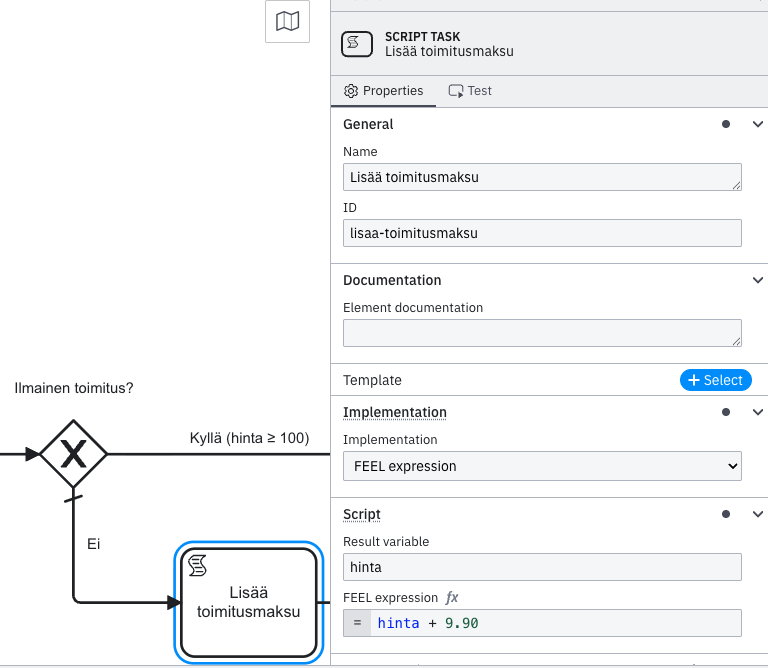 SCRIPT TASK
Lisää toimitusmaksu
Properties
Test
General
Name
Lisää toimitusmaksu
ID
lisaa-toimitusmaksu
Documentation
Element documentation
Template
Select
Implementation
Implementation
FEEL expression
Script
Result variable
hinta
FEEL expression fx
= hinta + 9.90
Ilmainen toimitus?
X
Kyllä (hinta ≥ 100)
Ei
Lisää
toimitusmaksu